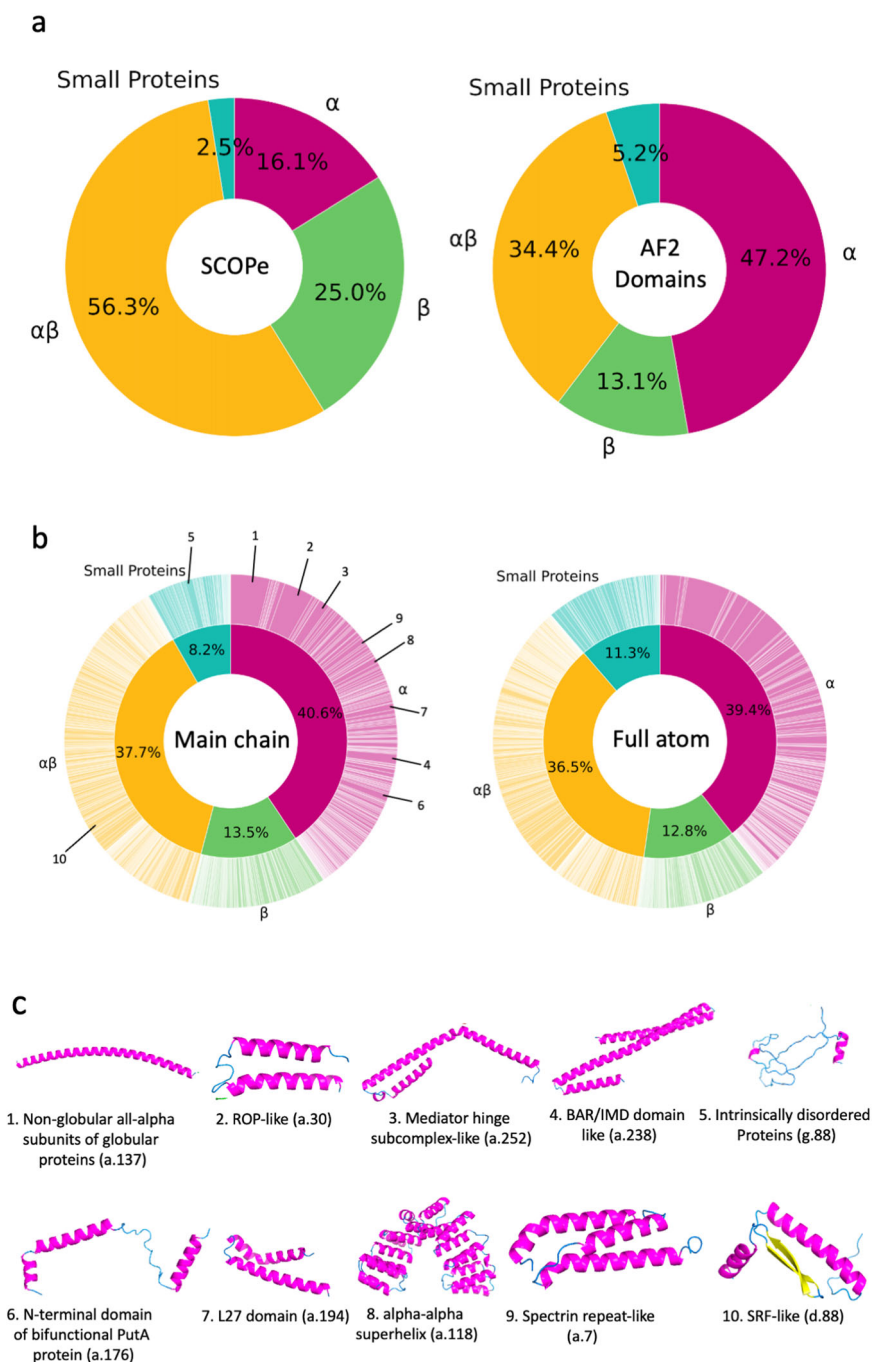 a
Small Proteins
α
2.5%
16.1%
SCOPe
25.0%
β
56.3%
αβ
Small Proteins
5.2%
αβ
34.4%
AF2
Domains
47.2%
α
13.1%
β
b
5
1
2
3
Small Proteins
9
8
8.2%
α
40.6%
7
Main chain
37.7%
αβ
4
6
13.5%
10
β
Small Proteins
11.3%
α
39.4%
Full atom
36.5%
αβ
12.8%
β
c
1. Non-globular all-alpha
subunits of globular
proteins (a.137)
2. ROP-like (a.30)
3. Mediator hinge
subcomplex-like (a.252)
4. BAR/IMD domain
like (a.238)
5. Intrinsically disordered
Proteins (g.88)
6. N-terminal domain
of bifunctional PutA
protein (a.176)
7. L27 domain (a.194)
8. alpha-alpha
superhelix (a.118)
9. Spectrin repeat-like
(a.7)
10. SRF-like (d.88)